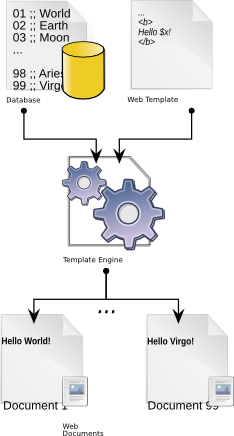 01 ;; World
02 ;; Earth
03 ;; Moon
...
98 ;; Aries
99 ;; Virgo
Database
...
<b>
Hello $x!
</b>
Web Template
Template Engine
...
Hello World!
Document 1
Hello Virgo!
Document 99
Web
Documents